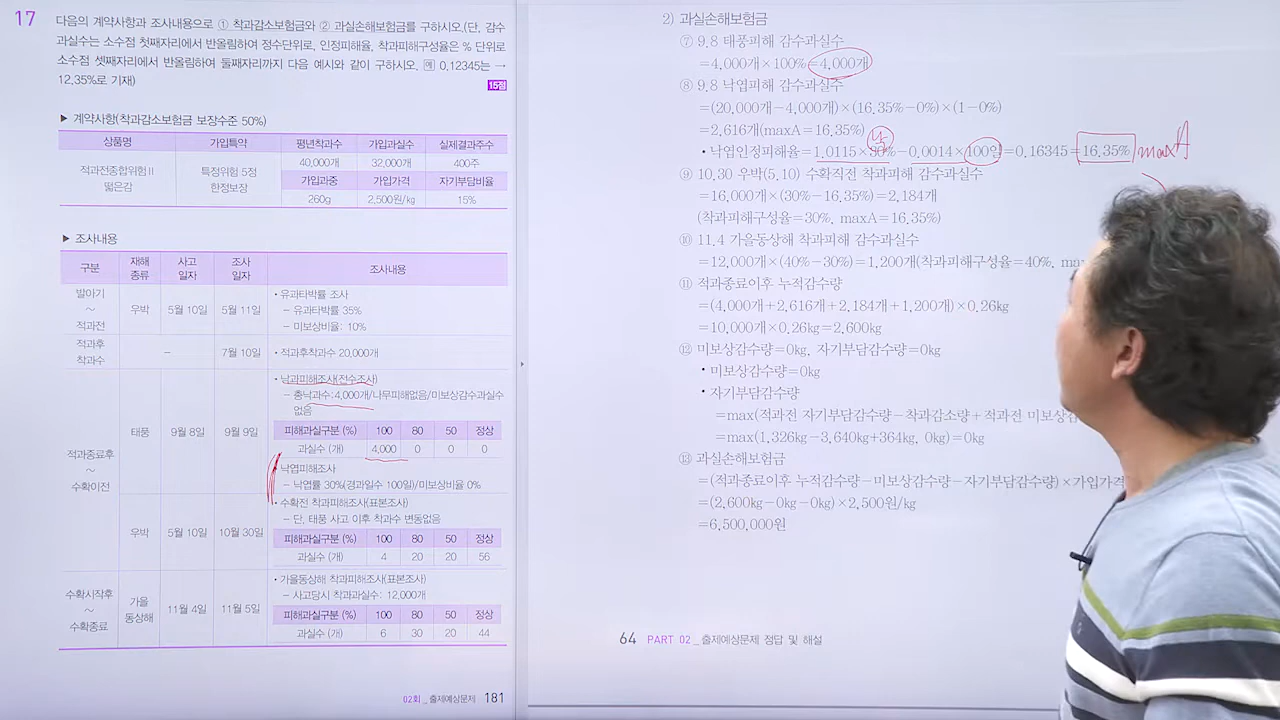 17
다음의 계약사항과 조사내용으로 ① 착과감소보험금와 ② 과실손해보험금를 구하시오.(단, 감수
과실수는 소수점 첫째자리에서 반올림하여 정수단위로, 인정피해율, 착과피해구성율은 % 단위로
소수점 셋째자리에서 반올림하여 둘째자리까지 다음 예시와 같이 구하시오. 예 0.12345는 →
12.35%로 기재)
15점
▶ 계약사항(착과감소보험금 보장수준 50%)
상품명 가입특약 평년착과수 가입과실수 실제결과주수
적과전종합위험Ⅱ 떫은감 특정위험 5종 한정보장 40,000개 32,000개 400주
가입과중 가입가격 자기부담비율
260g 2,500원/kg 15%
▶ 조사내용
구분 재해 종류 사고 일자 조사 일자 조사내용
발아기 ~ 적과전 우박 5월 10일 5월 11일 • 유과타박률 조사
– 유과타박률 35%
– 미보상비율: 10%
적과후 착과수 – 7월 10일 • 적과후착과수 20,000개
적과종료후 ~ 수확이전 태풍 9월 8일 9월 9일 • 낙과피해조사(전수조사)
– 총낙과수: 4,000개/나무피해없음/미보상감수과실수
없음
피해과실구분 (%) 100 80 50 정상
과실수 (개) 4,000 0 0 0
• 낙엽피해조사
– 낙엽률 30%(경과일수 100일)/미보상비율 0%
우박 5월 10일 10월 30일 • 수확전 착과피해조사(표본조사)
– 단, 태풍 사고 이후 착과수 변동없음
피해과실구분 (%) 100 80 50 정상
과실수 (개) 4 20 20 56
수확시작후 ~ 수확종료 가을 동상해 11월 4일 11월 5일 • 가을동상해 착과피해조사(표본조사)
– 사고당시 착과과실수: 12,000개
피해과실구분 (%) 100 80 50 정상
과실수 (개) 6 30 20 44
02회 _ 출제예상문제 181
2) 과실손해보험금
⑦ 9.8 태풍피해 감수과실수
=4,000개×100%=4,000개
⑧ 9.8 낙엽피해 감수과실수
=(20,000개–4,000개)×(16.35%–0%)×(1–0%)
=2,616개(maxA=16.35%)
• 낙엽인정피해율=1.0115×30%–0.0014×100일=0.16345=16.35% maxA
⑨ 10.30 우박(5.10) 수확직전 착과피해 감수과실수
=16,000개×(30%–16.35%)=2,184개
(착과피해구성율=30%, maxA=16.35%)
⑩ 11.4 가을동상해 착과피해 감수과실수
=12,000개×(40%–30%)=1,200개(착과피해구성율=40%,
⑪ 적과종료이후 누적감수량
=(4,000개+2,616개+2,184개+1,200개)×0.26kg
=10,000개×0.26kg=2,600kg
⑫ 미보상감수량=0kg, 자기부담감수량=0kg
• 미보상감수량=0kg
• 자기부담감수량
=max(적과전 자기부담감수량–착과감소량+적과전 미보상
=max(1,326kg–3,640kg+364kg, 0kg)=0kg
⑬ 과실손해보험금
=(적과종료이후 누적감수량–미보상감수량–자기부담감수량)×가입가격
=(2,600kg–0kg–0kg)×2,500원/kg
=6,500,000원
64 PART 02 _ 출제예상문제 정답 및 해설